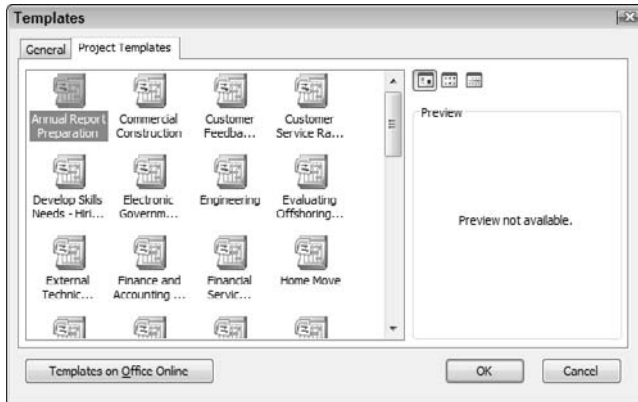 Templates
General
Project Templates
Annual Report
Preparation
Commercial
Construction
Customer
Feedba...
Customer
Service Ra...
Develop Skills
Needs - Hiri...
Electronic
Governm...
Engineering
Evaluating
Offshoring...
External
Technic...
Finance and
Accounting ...
Financial
Servic...
Home Move
Preview
Preview not available.
Templates on Office Online
OK
Cancel